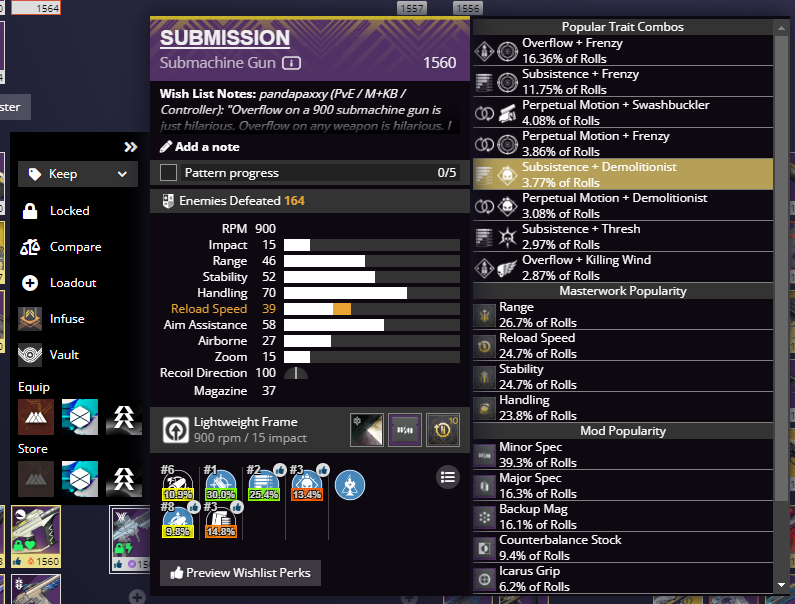 1564
1557
1556
ster
Keep
Locked
Compare
Loadout
Infuse
Vault
Equip
Store
1560
SUBMISSION
Submachine Gun
1560
Wish List Notes: pandapaxxy (PvE / M+KB /
Controller): "Overflow on a 900 submachine gun is
just hilarious. Overflow on any weapon is hilarious. I
Add a note
Pattern progress 0/5
Enemies Defeated 164
RPM 900
Impact 15
Range 46
Stability 52
Handling 70
Reload Speed 39
Aim Assistance 58
Airborne 27
Zoom 15
Recoil Direction 100
Magazine 37
Lightweight Frame
900 rpm / 15 impact
10
#6 #1 #2 #3
10.9% 30.0% 25.4% 13.4%
#8 #3
9.8% 14.8%
Preview Wishlist Perks
Popular Trait Combos
Overflow + Frenzy
16.36% of Rolls
Subsistence + Frenzy
11.75% of Rolls
Perpetual Motion + Swashbuckler
4.08% of Rolls
Perpetual Motion + Frenzy
3.86% of Rolls
Subsistence + Demolitionist
3.77% of Rolls
Perpetual Motion + Demolitionist
3.08% of Rolls
Subsistence + Thresh
2.97% of Rolls
Overflow + Killing Wind
2.87% of Rolls
Masterwork Popularity
Range
26.7% of Rolls
Reload Speed
24.7% of Rolls
Stability
24.7% of Rolls
Handling
23.8% of Rolls
Mod Popularity
Minor Spec
39.3% of Rolls
Major Spec
16.3% of Rolls
Backup Mag
16.1% of Rolls
Counterbalance Stock
9.4% of Rolls
Icarus Grip
6.2% of Rolls